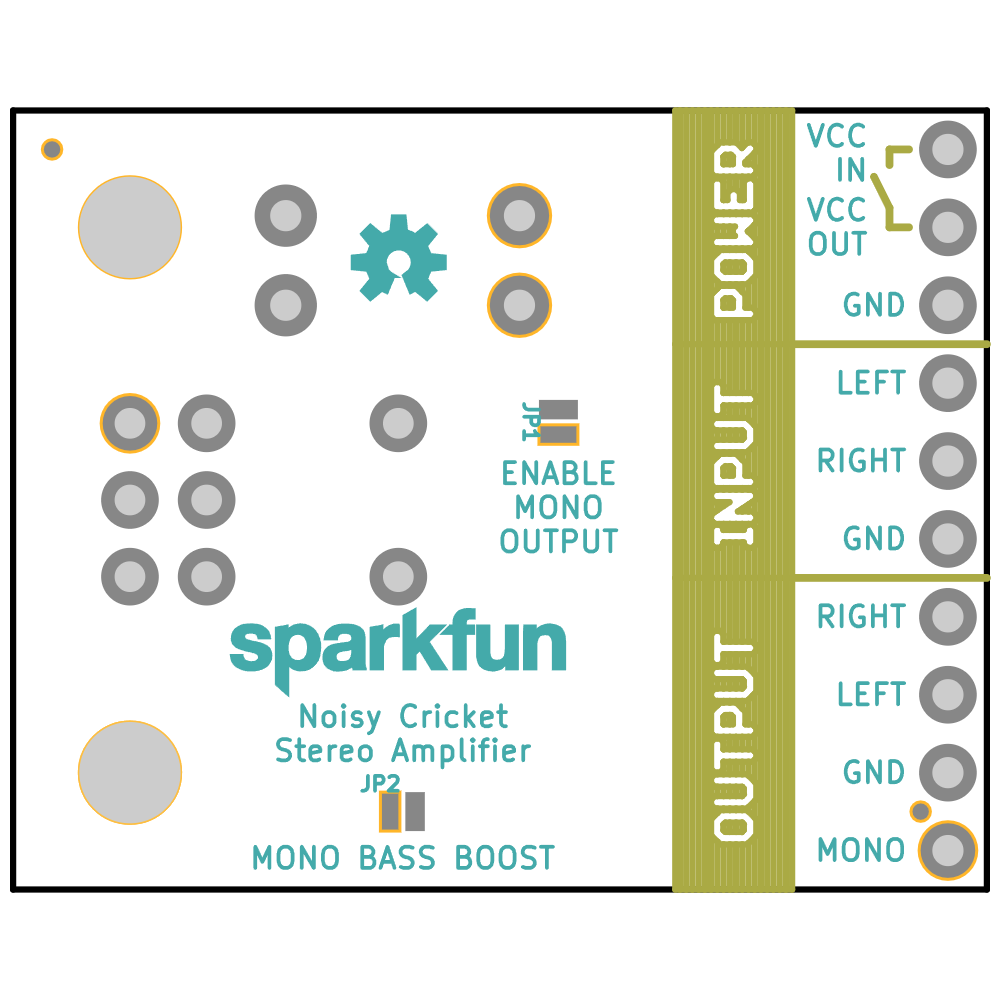 VCC
IN
VCC
OUT
GND
POWER
LEFT
RIGHT
GND
INPUT
JP1
ENABLE
MONO
OUTPUT
RIGHT
LEFT
GND
MONO
OUTPUT
sparkfun
Noisy Cricket
Stereo Amplifier
JP2
MONO BASS BOOST